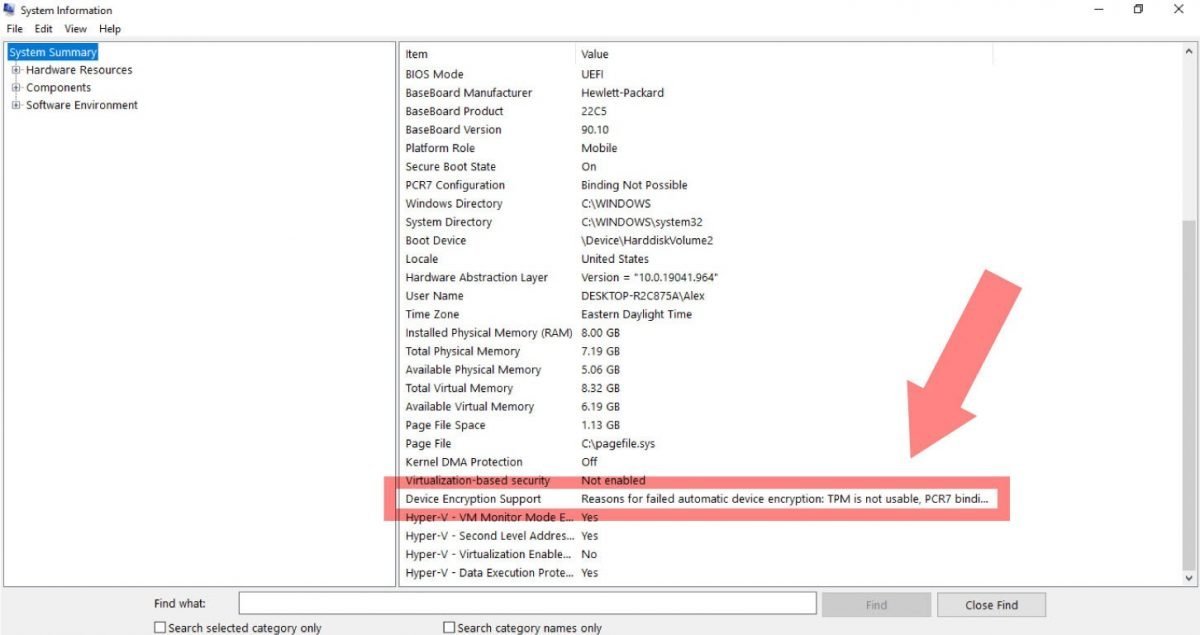 System Information
File Edit View Help
System Summary
Hardware Resources
Components
Software Environment
Item Value
BIOS Mode UEFI
BaseBoard Manufacturer Hewlett-Packard
BaseBoard Product 22C5
BaseBoard Version 90.10
Platform Role Mobile
Secure Boot State On
PCR7 Configuration Binding Not Possible
Windows Directory C:\WINDOWS
System Directory C:\WINDOWS\system32
Boot Device \Device\HarddiskVolume2
Locale United States
Hardware Abstraction Layer Version = "10.0.19041.964"
User Name DESKTOP-R2C875A\Alex
Time Zone Eastern Daylight Time
Installed Physical Memory (RAM) 8.00 GB
Total Physical Memory 7.19 GB
Available Physical Memory 5.06 GB
Total Virtual Memory 8.32 GB
Available Virtual Memory 6.19 GB
Page File Space 1.13 GB
Page File C:\pagefile.sys
Kernel DMA Protection Off
Virtualization-based security Not enabled
Device Encryption Support Reasons for failed automatic device encryption: TPM is not usable, PCR7 bindi...
Hyper-V - VM Monitor Mode E... Yes
Hyper-V - Second Level Addres... Yes
Hyper-V - Virtualization Enable... No
Hyper-V - Data Execution Prote... Yes
Find what: Find Close Find
Search selected category only Search category names only